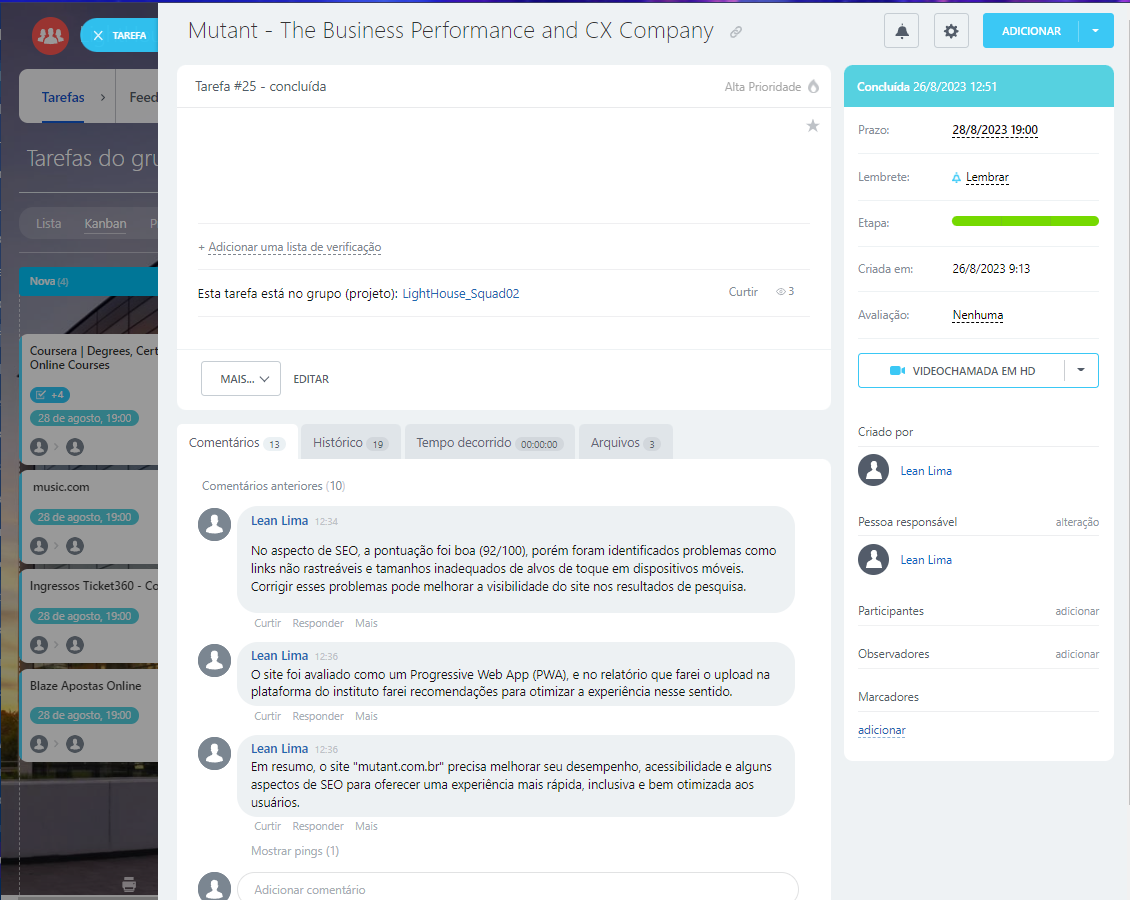 TAREFA
Tarefas
Feed
Tarefas do gru
Lista
Kanban
P
Nova (4)
Coursera | Degrees, Cert
Online Courses
+4
28 de agosto, 19:00
music.com
28 de agosto, 19:00
Ingressos Ticket360 - Co
28 de agosto, 19:00
Blaze Apostas Online
28 de agosto, 19:00
Mutant - The Business Performance and CX Company
ADICIONAR
Tarefa #25 - concluída
Alta Prioridade
+ Adicionar uma lista de verificação
Esta tarefa está no grupo (projeto): LightHouse_Squad02
Curtir
3
MAIS...
EDITAR
Comentários 13
Histórico 19
Tempo decorrido 00:00:00
Arquivos 3
Comentários anteriores (10)
Lean Lima 12:34
No aspecto de SEO, a pontuação foi boa (92/100), porém foram identificados problemas como
links não rastreáveis e tamanhos inadequados de alvos de toque em dispositivos móveis.
Corrigir esses problemas pode melhorar a visibilidade do site nos resultados de pesquisa.
Curtir Responder Mais
Lean Lima 12:36
O site foi avaliado como um Progressive Web App (PWA), e no relatório que farei o upload na
plataforma do instituto farei recomendações para otimizar a experiência nesse sentido.
Curtir Responder Mais
Lean Lima 12:36
Em resumo, o site "mutant.com.br" precisa melhorar seu desempenho, acessibilidade e alguns
aspectos de SEO para oferecer uma experiência mais rápida, inclusiva e bem otimizada aos
usuários.
Curtir Responder Mais
Mostrar pings (1)
Adicionar comentário
Concluída 26/8/2023 12:51
Prazo: 28/8/2023 19:00
Lembrete: Lembrar
Etapa:
Criada em: 26/8/2023 9:13
Avaliação: Nenhuma
VIDEOCHAMADA EM HD
Criado por
Lean Lima
Pessoa responsável alteração
Lean Lima
Participantes adicionar
Observadores adicionar
Marcadores
adicionar